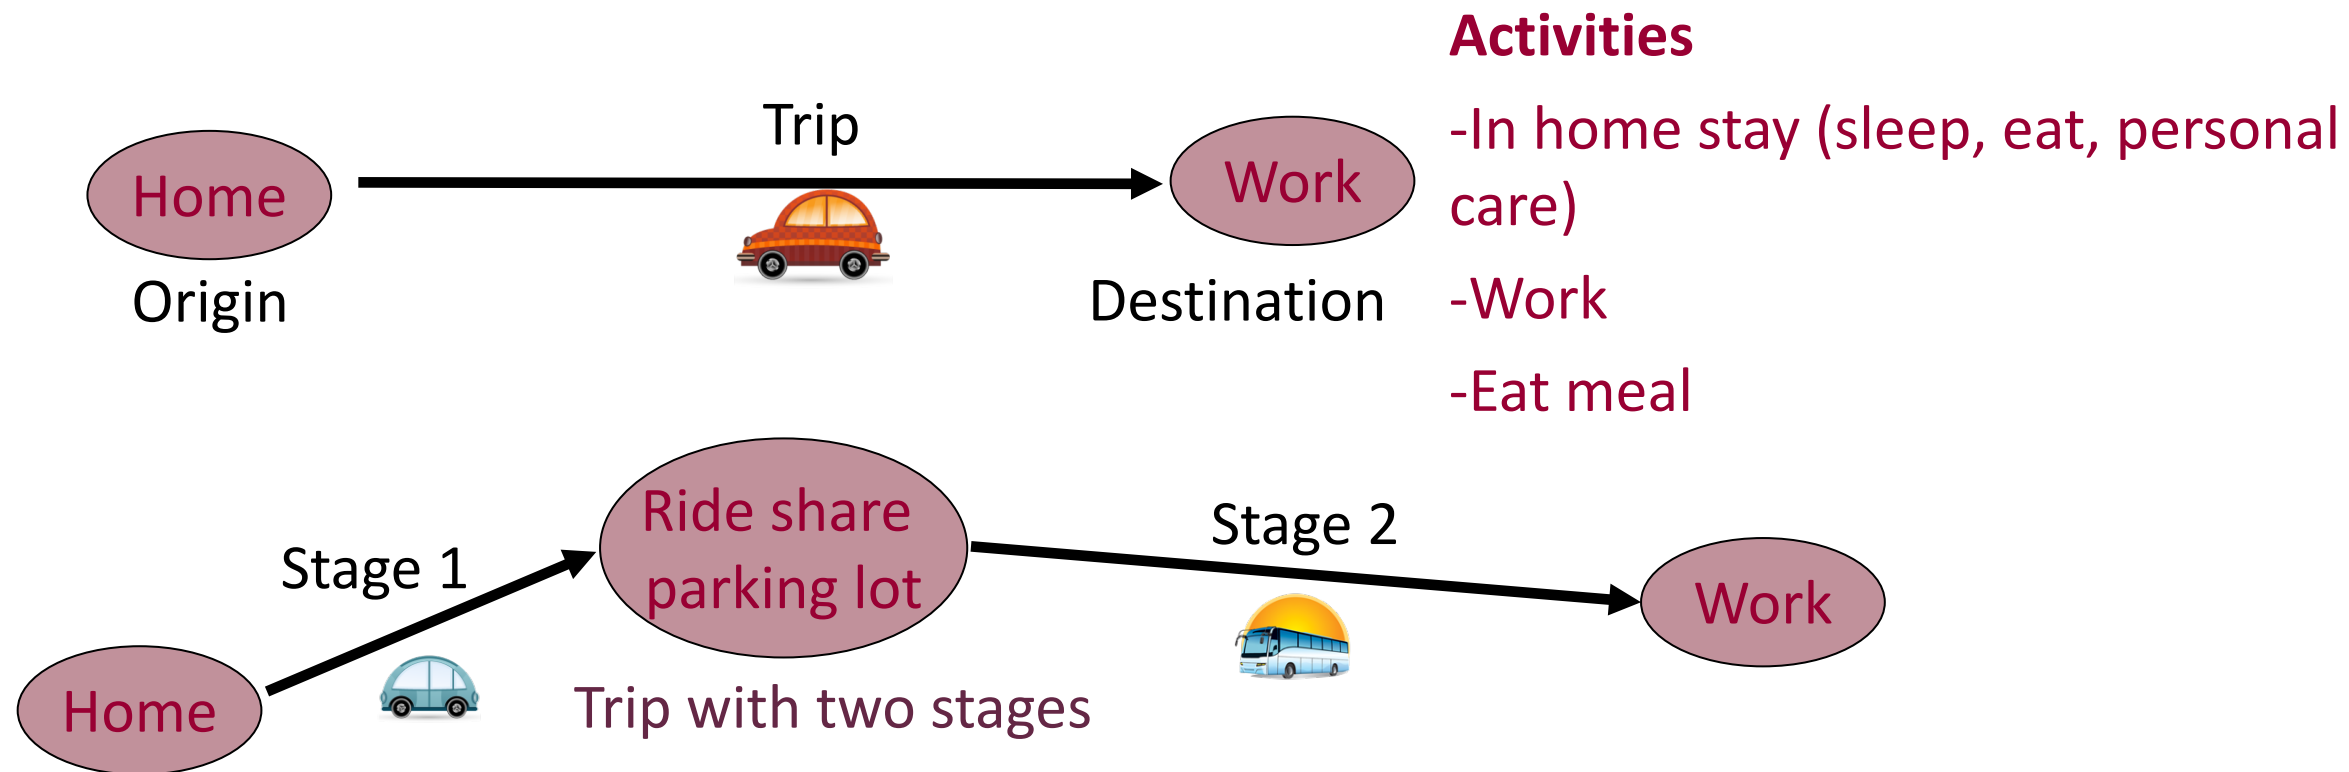 Trip
Home
Work
Origin
Destination
Activities
-In home stay (sleep, eat, personal
care)
-Work
-Eat meal
Stage 1
Ride share
parking lot
Stage 2
Home
Work
Trip with two stages